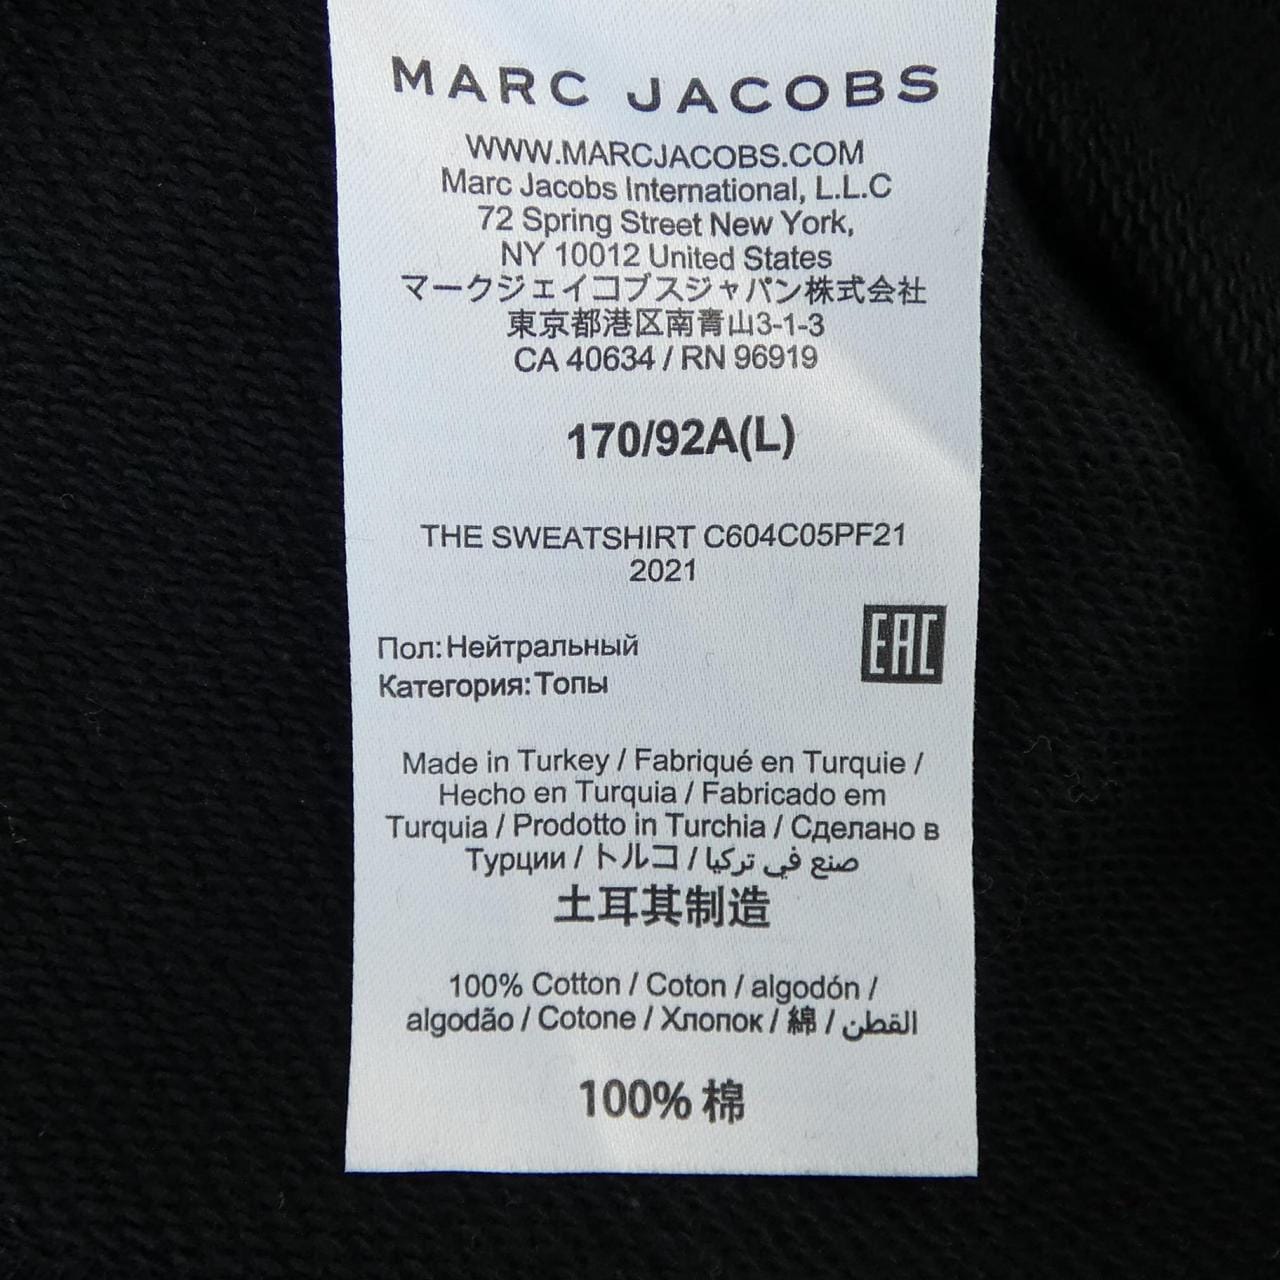 MARC JACOBS
WWW.MARCJACOBS.COM
Marc Jacobs International, L.L.C
72 Spring Street New York,
NY 10012 United States
マークジェイコブスジャパン株式会社
東京都港区南青山3-1-3
CA 40634 / RN 96919
170/92A(L)
THE SWEATSHIRT C604C05PF21
2021
Пол: Нейтральный
Категория: Топы
EAC
Made in Turkey / Fabriqué en Turquie /
Hecho en Turquia / Fabricado em
Turquia / Prodotto in Turchia / Сделано в
Турции / トルコ / صنع في تركيا
土耳其制造
100% Cotton / Coton / algodón /
algodão / Cotone / Хлопок / 綿 / القطن
100% 棉